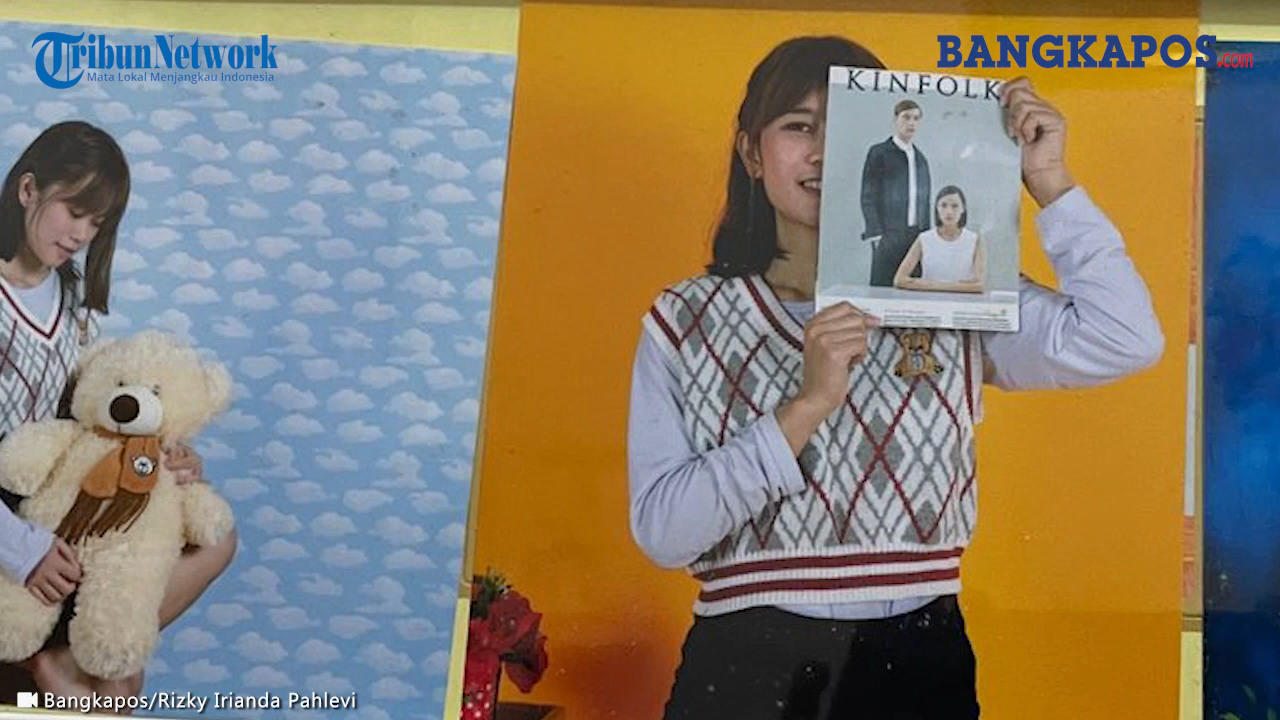 TribunNetwork
Mata Lokal Menjangkau Indonesia
BANGKAPOS.com
KINFOLK
Bangkapos/Rizky Irianda Pahlevi